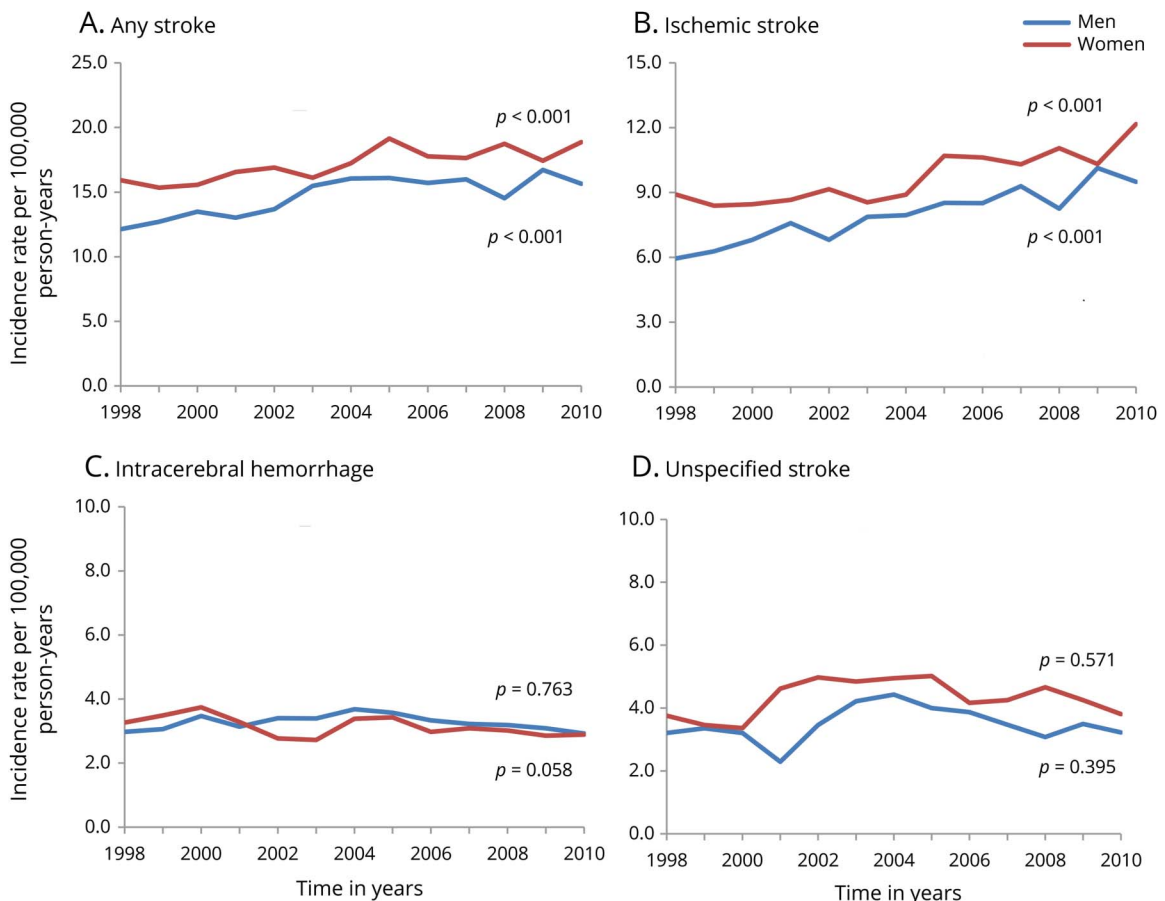 A. Any stroke
25.0
20.0
15.0
10.0
5.0
0.0
Incidence rate per 100,000
person-years
p < 0.001
p < 0.001
1998 2000 2002 2004 2006 2008 2010
B. Ischemic stroke
Men
Women
15.0
12.0
9.0
6.0
3.0
0.0
p < 0.001
p < 0.001
1998 2000 2002 2004 2006 2008 2010
C. Intracerebral hemorrhage
10.0
8.0
6.0
4.0
2.0
0.0
Incidence rate per 100,000
person-years
p = 0.763
p = 0.058
1998 2000 2002 2004 2006 2008 2010
Time in years
D. Unspecified stroke
10.0
8.0
6.0
4.0
2.0
0.0
p = 0.571
p = 0.395
1998 2000 2002 2004 2006 2008 2010
Time in years